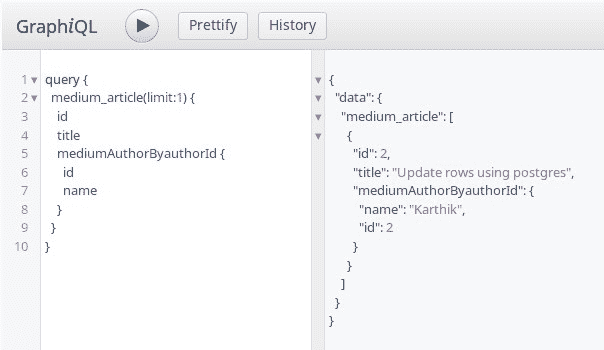 GraphiQL Prettify History
1 query {
2 medium_article(limit:1) {
3 id
4 title
5 mediumAuthorByauthorId {
6 id
7 name
8 }
9 }
10 }
{
"data": {
"medium_article": [
{
"id": 2,
"title": "Update rows using postgres",
"mediumAuthorByauthorId": {
"name": "Karthik",
"id": 2
}
}
]
}
}